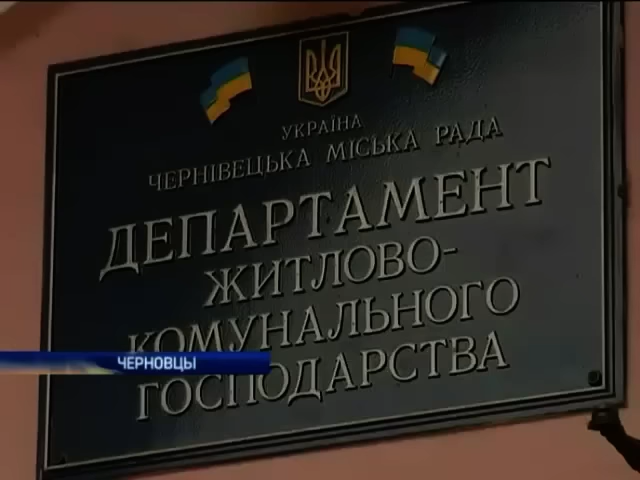 УКРАЇНА
ЧЕРНІВЕЦЬКА МІСЬКА РАДА
ДЕПАРТАМЕНТ
ЖИТЛОВО-
КОМУНАЛЬНОГО
ГОСПОДАРСТВА
ЧЕРНОВЦЫ